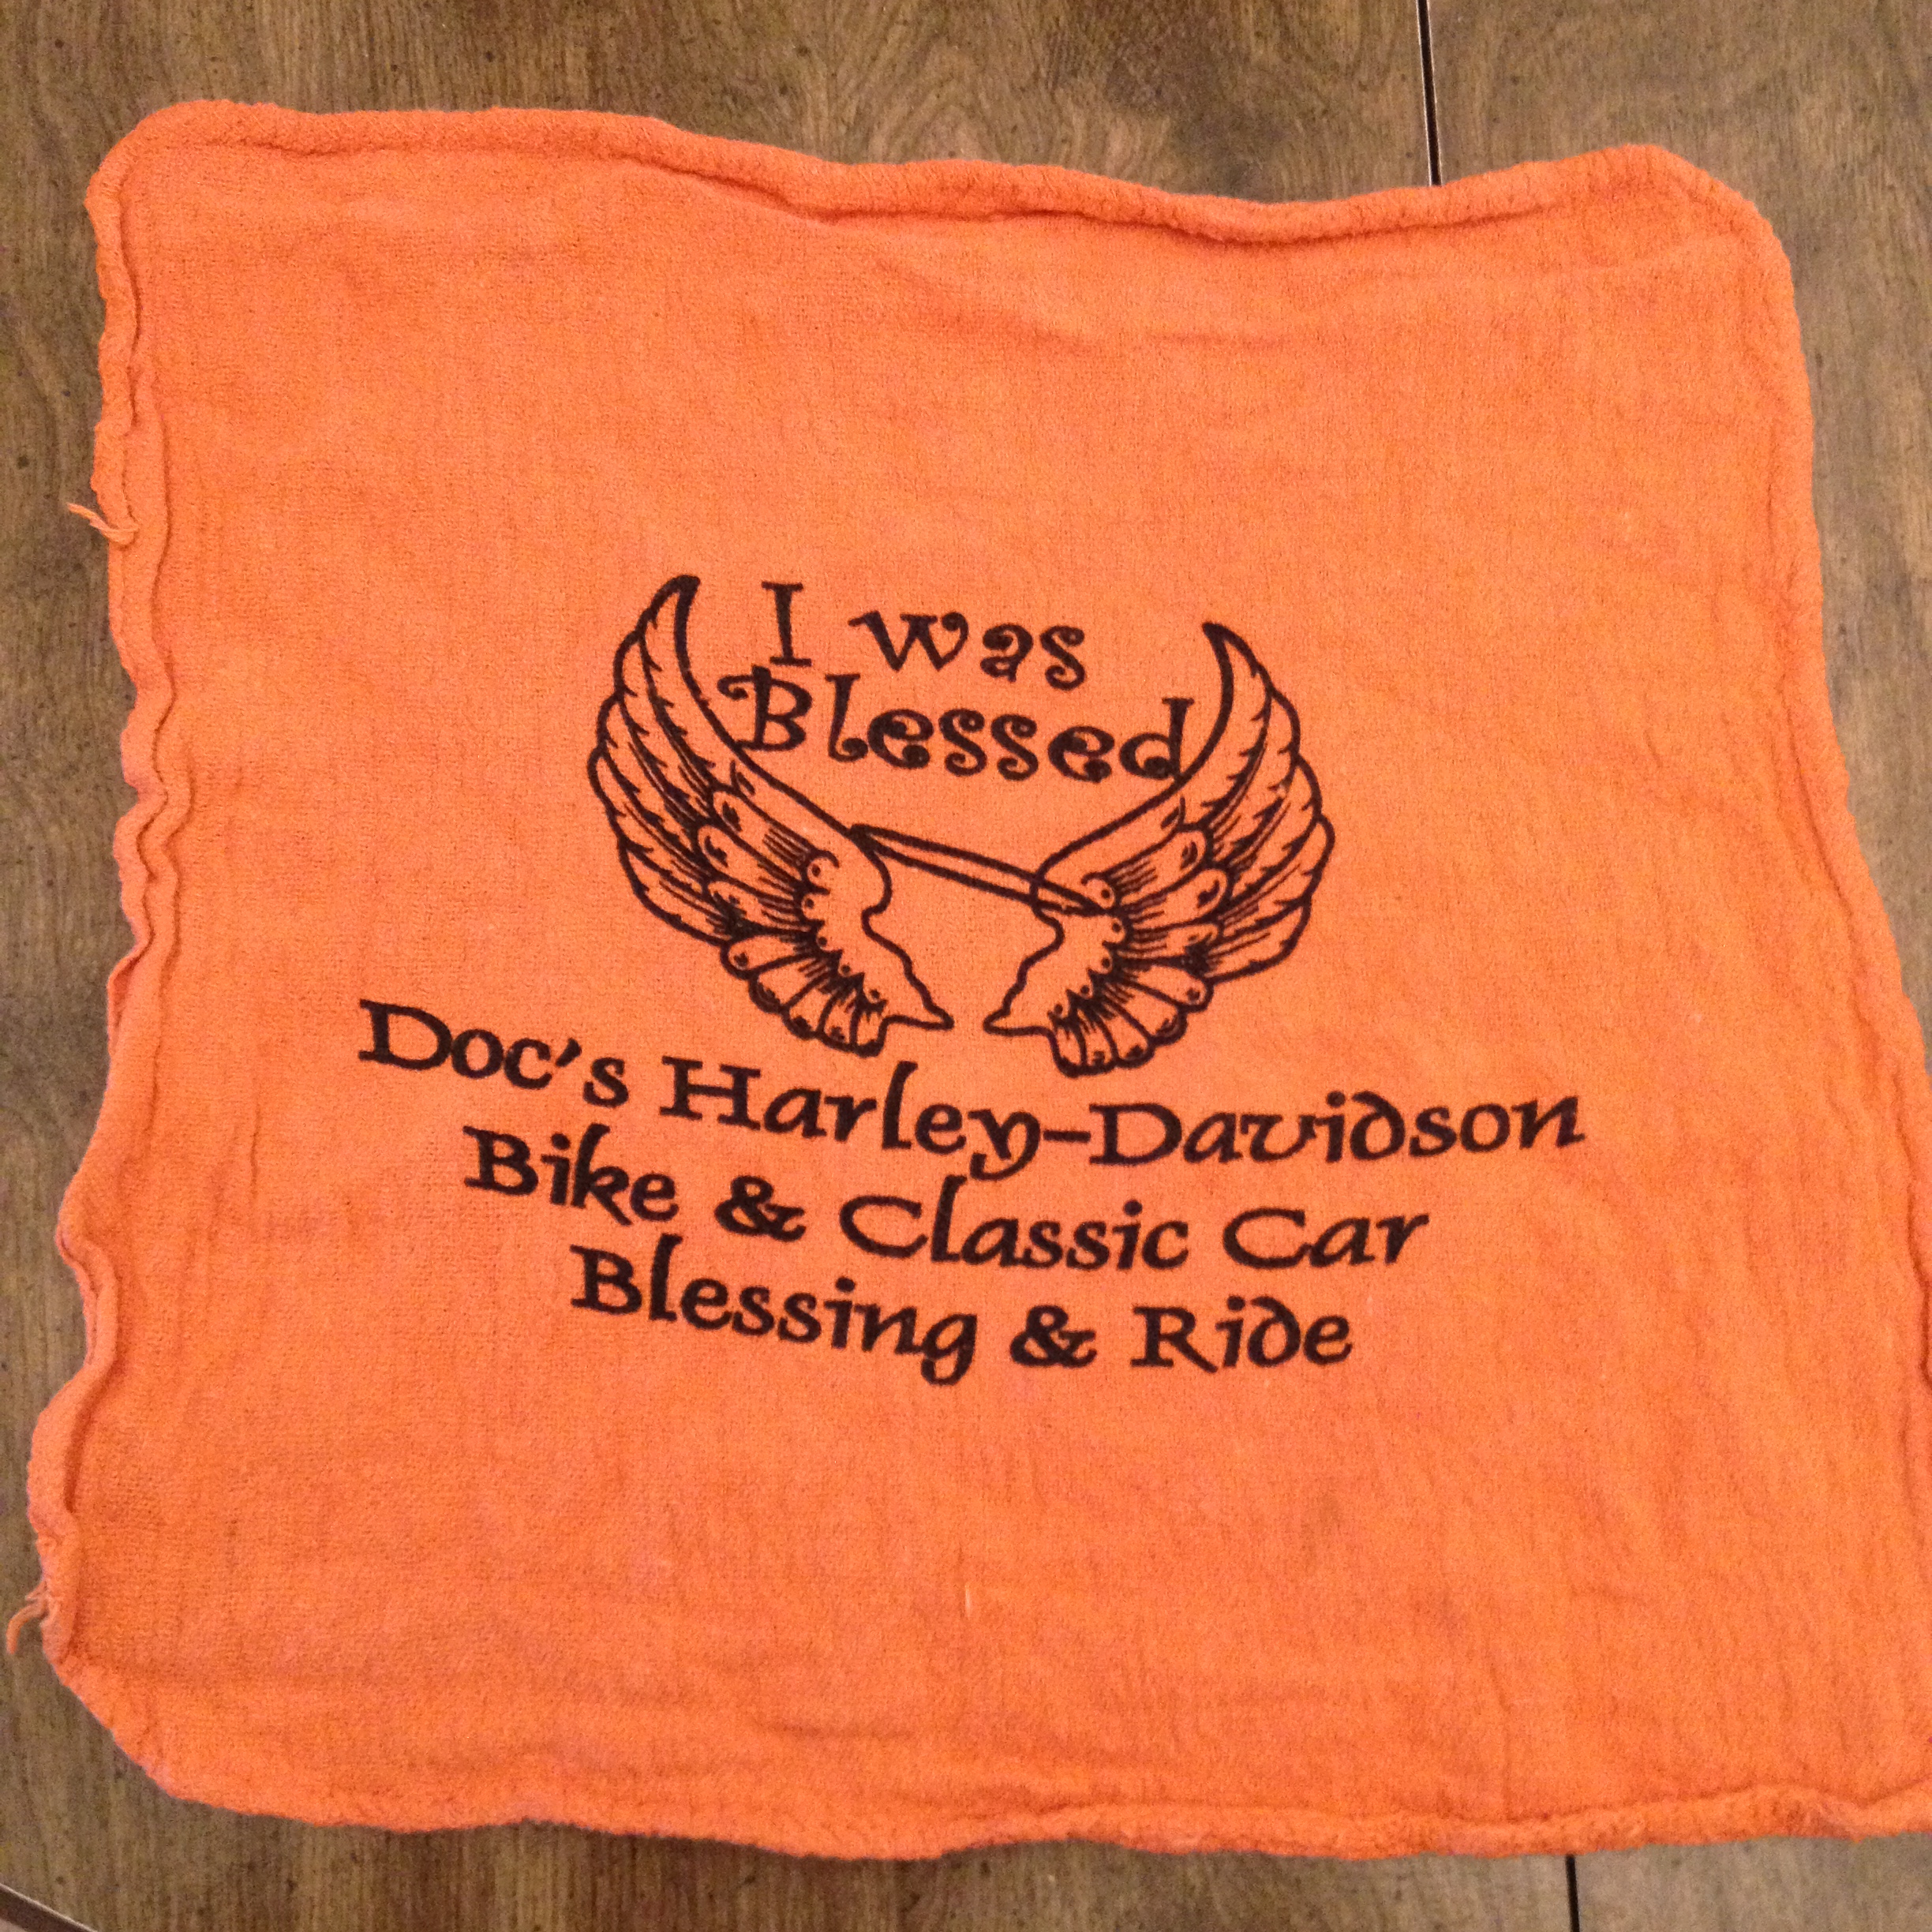 I was
Blessed
Doc's Harley-Davidson
Bike & Classic Car
Blessing & Ride